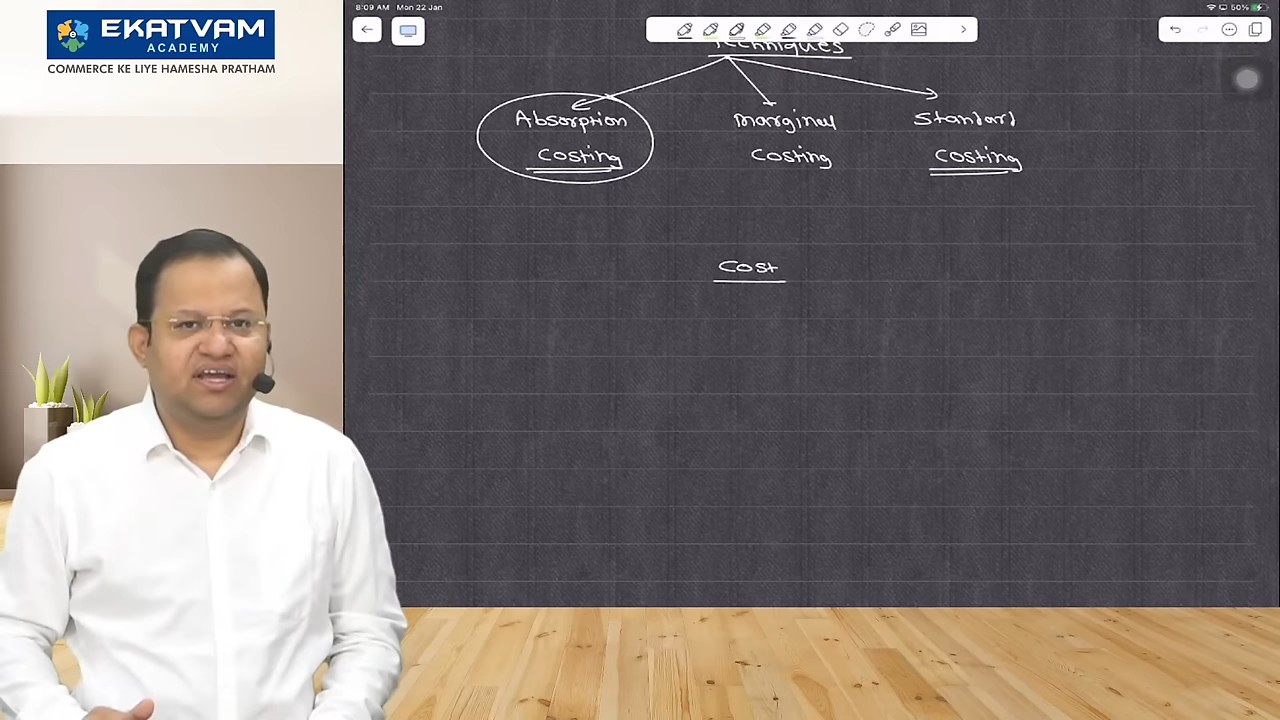 EKATVAM
ACADEMY
COMMERCE KE LIYE HAMESHA PRATHAM
8:09 AM Mon 22 Jan
50%
Techniques
Absorption Marginal Standard
Costing Costing Costing
Cost